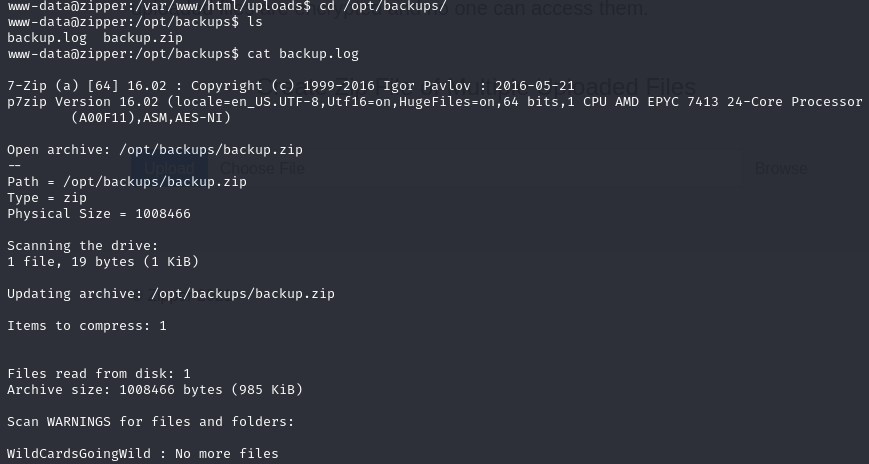 www-data@zipper:/var/www/html/uploads$ cd /opt/backups/
www-data@zipper:/opt/backups$ ls
backup.log  backup.zip
www-data@zipper:/opt/backups$ cat backup.log
7-Zip (a) [64] 16.02 : Copyright (c) 1999-2016 Igor Pavlov : 2016-05-21
p7zip Version 16.02 (locale=en_US.UTF-8,Utf16=on,HugeFiles=on,64 bits,1 CPU AMD EPYC 7413 24-Core Processor
(A00F11),ASM,AES-NI)
Open archive: /opt/backups/backup.zip
--
Path = /opt/backups/backup.zip
Upload Choose File Browse
Type = zip
Physical Size = 1008466
Scanning the drive:
1 file, 19 bytes (1 KiB)
Updating archive: /opt/backups/backup.zip
Items to compress: 1
Files read from disk: 1
Archive size: 1008466 bytes (985 KiB)
Scan WARNINGS for files and folders:
WildCardsGoingWild : No more files